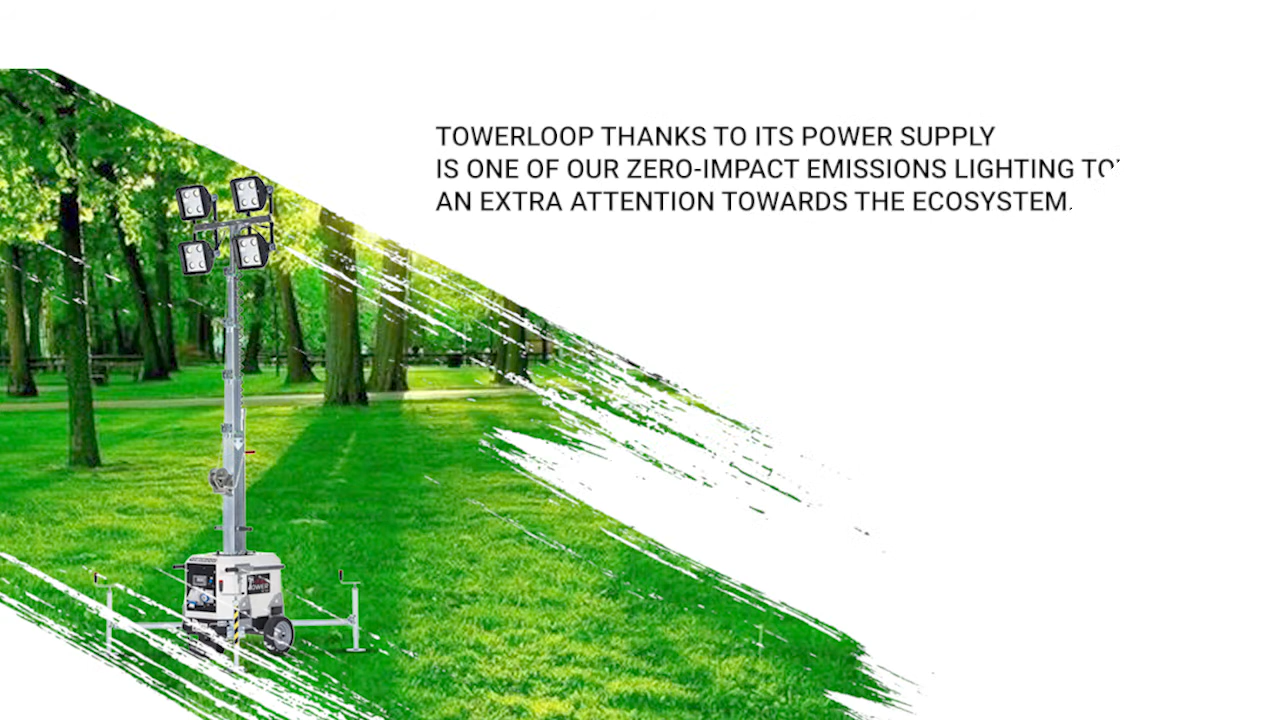 TOWERLOOP THANKS TO ITS POWER SUPPLY
IS ONE OF OUR ZERO-IMPACT EMISSIONS LIGHTING
AN EXTRA ATTENTION TOWARDS THE ECOSYSTEM.